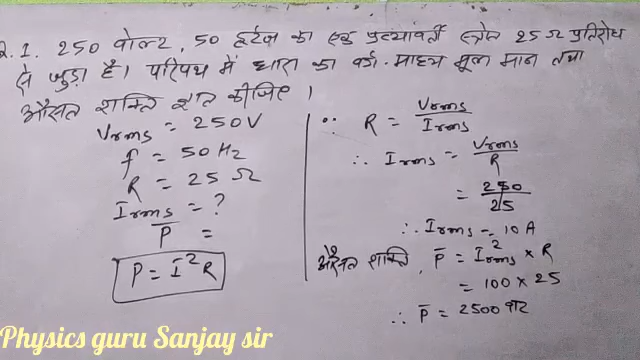 Q.1. 250 वोल्ट, 50 हर्टज का एक प्रत्यावर्ती स्त्रोत 25 Ω प्रतिरोध
से जुड़ा है। परिपथ में धारा का वर्ग माध्य मूल मान तथा
औसत शक्ति ज्ञात कीजिए।
Vrms = 250V
f = 50 Hz
R = 25 Ω
Irms = ?
P̅ =
P = I²R
∵ R = Vrms / Irms
∴ Irms = Vrms / R
= 250 / 25
∴ Irms = 10 A
औसत शक्ति, P̅ = I²rms × R
= 100 × 25
∴ P̅ = 2500 वाट
Physics guru Sanjay sir